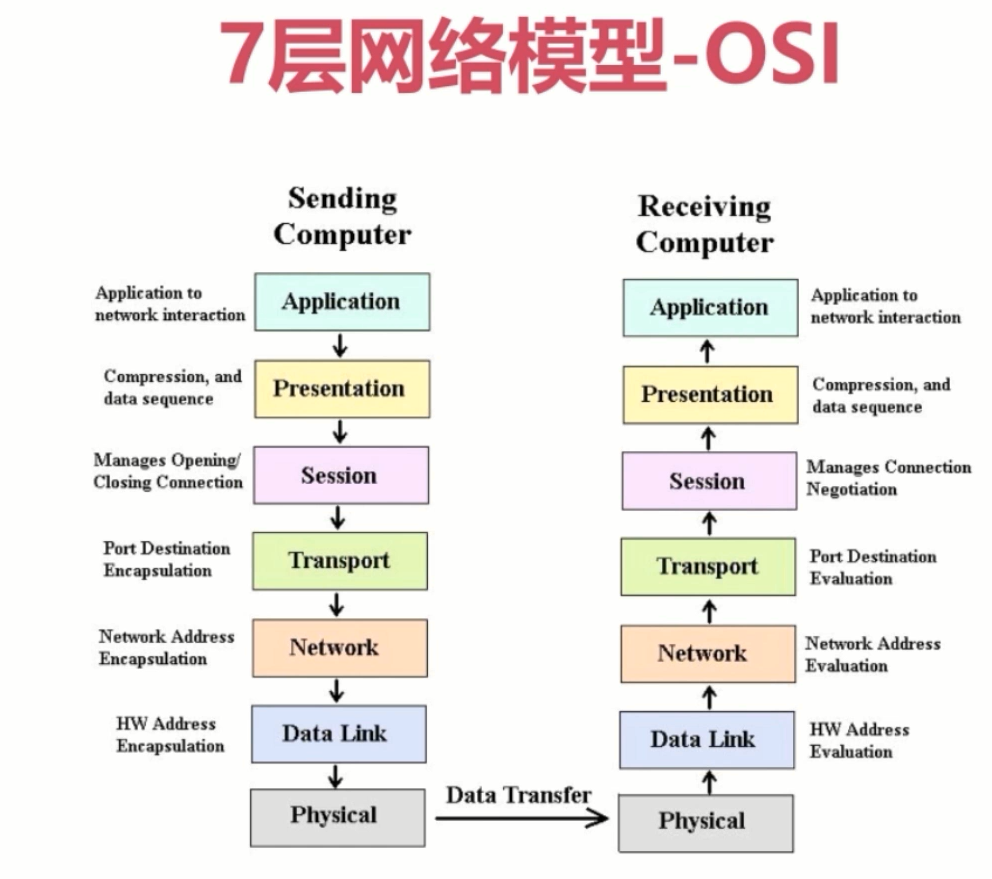 7层网络模型-OSI
Sending
Computer
Receiving
Computer
Application to
network interaction
Application
Application
Application to
network interaction
Compression, and
data sequence
Presentation
Presentation
Compression, and
data sequence
Manages Opening/
Closing Connection
Session
Session
Manages Connection
Negotiation
Port Destination
Encapsulation
Transport
Transport
Port Destination
Evaluation
Network Address
Encapsulation
Network
Network
Network Address
Evaluation
HW Address
Encapsulation
Data Link
Data Link
HW Address
Evaluation
Physical
Data Transfer
Physical